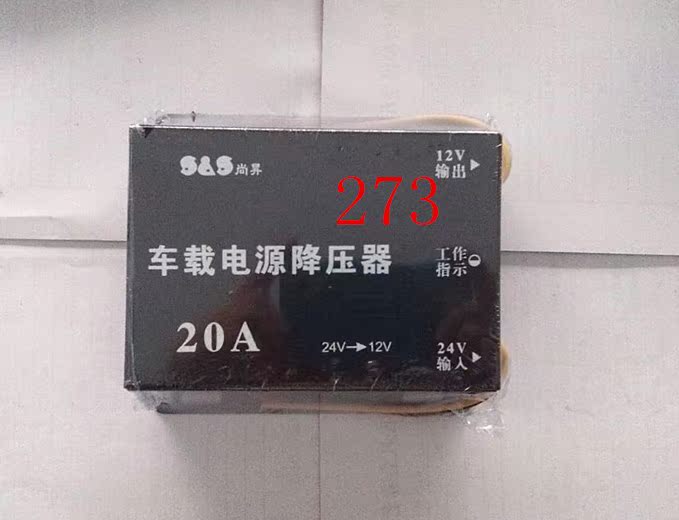 S&S尚昇
12V
输出
273
车载电源降压器
工作
指示
20A
24V→12V
24V
输入